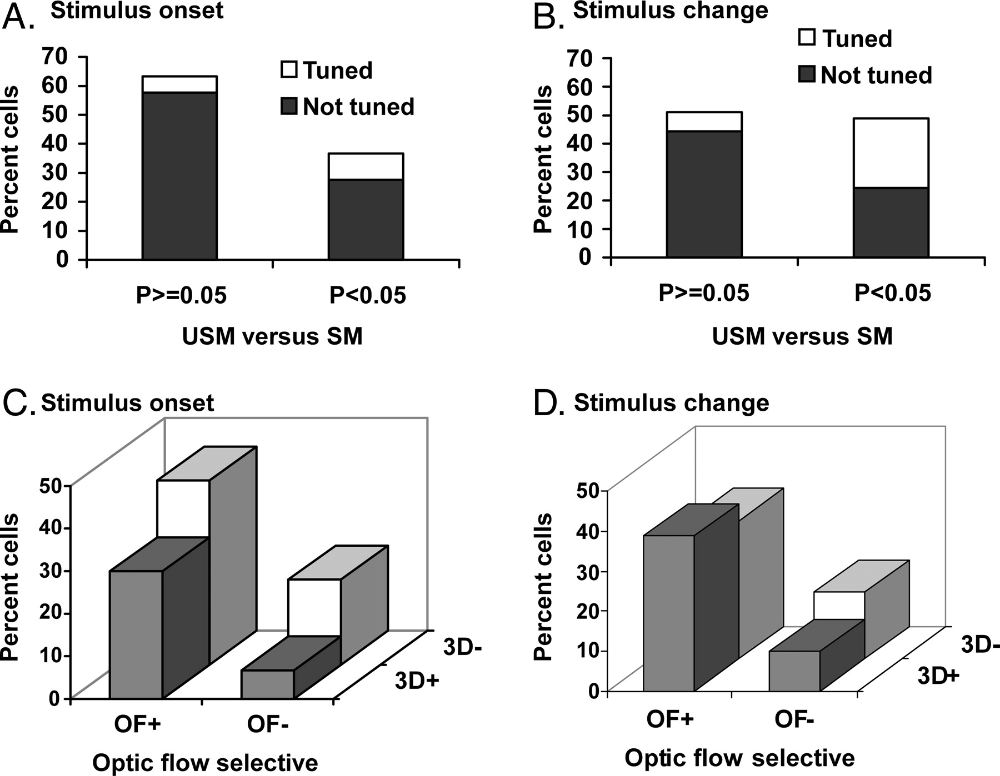 A. Stimulus onset
Tuned
Not tuned
Percent cells
70
60
50
40
30
20
10
0
P>=0.05 P<0.05
USM versus SM
B. Stimulus change
Tuned
Not tuned
Percent cells
70
60
50
40
30
20
10
0
P>=0.05 P<0.05
USM versus SM
C. Stimulus onset
Percent cells
50
40
30
20
10
0
3D-
3D+
OF+ OF-
Optic flow selective
D. Stimulus change
Percent cells
50
40
30
20
10
0
3D-
3D+
OF+ OF-
Optic flow selective